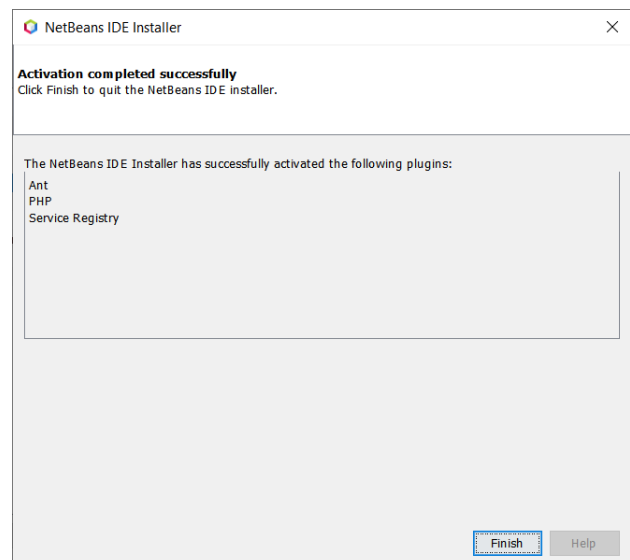 NetBeans IDE Installer
Activation completed successfully
Click Finish to quit the NetBeans IDE installer.
The NetBeans IDE Installer has successfully activated the following plugins:
Ant
PHP
Service Registry
Finish
Help